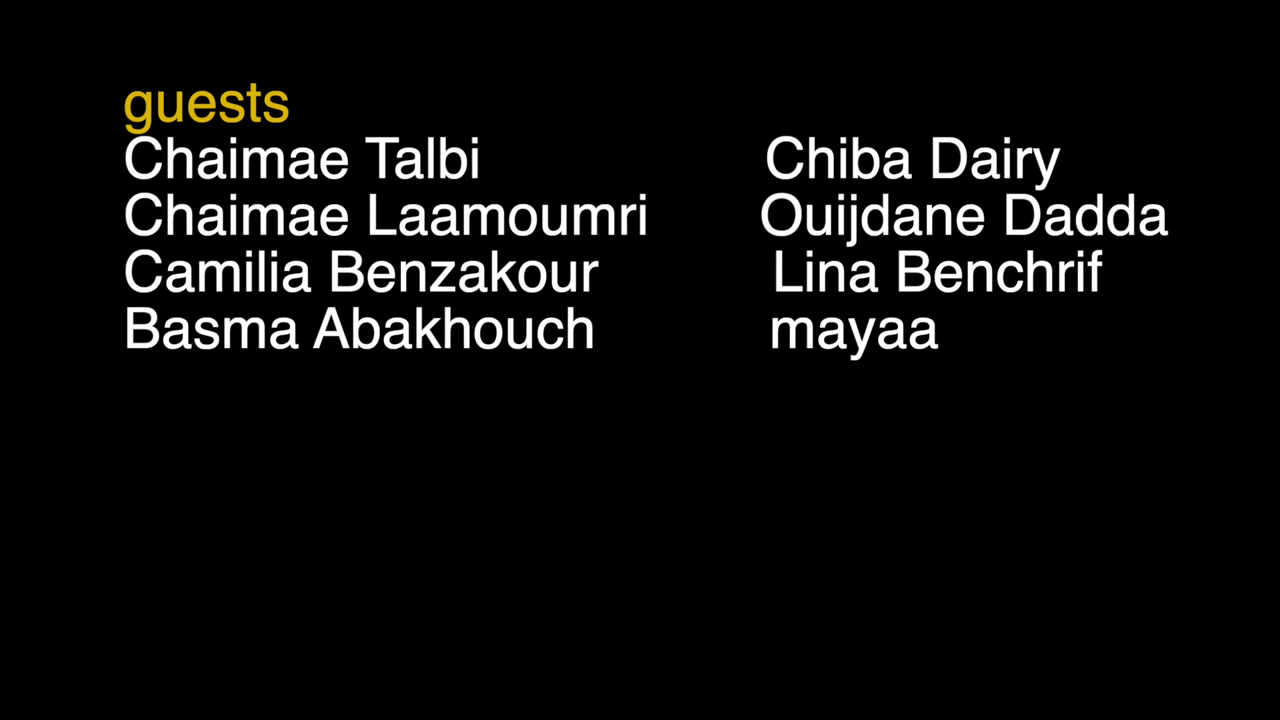 guests
Chaimae Talbi Chiba Dairy
Chaimae Laamoumri Ouijdane Dadda
Camilia Benzakour Lina Benchrif
Basma Abakhouch mayaa